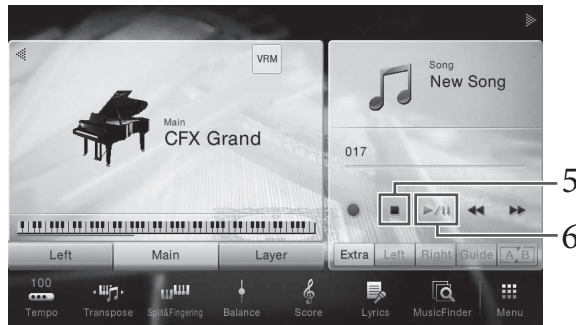 VRM
Main
CFX Grand
Song
New Song
017
5
6
Left
Main
Layer
Extra
Left
Right
Guide
A B
100
Tempo
Transpose
Split&Fingering
Balance
Score
Lyrics
MusicFinder
Menu